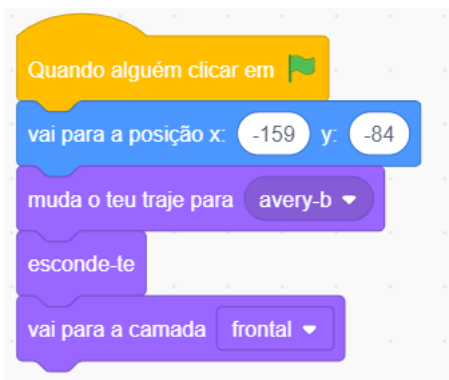 Quando alguém clicar em
vai para a posição x: -159 y: -84
muda o teu traje para avery-b
esconde-te
vai para a camada frontal